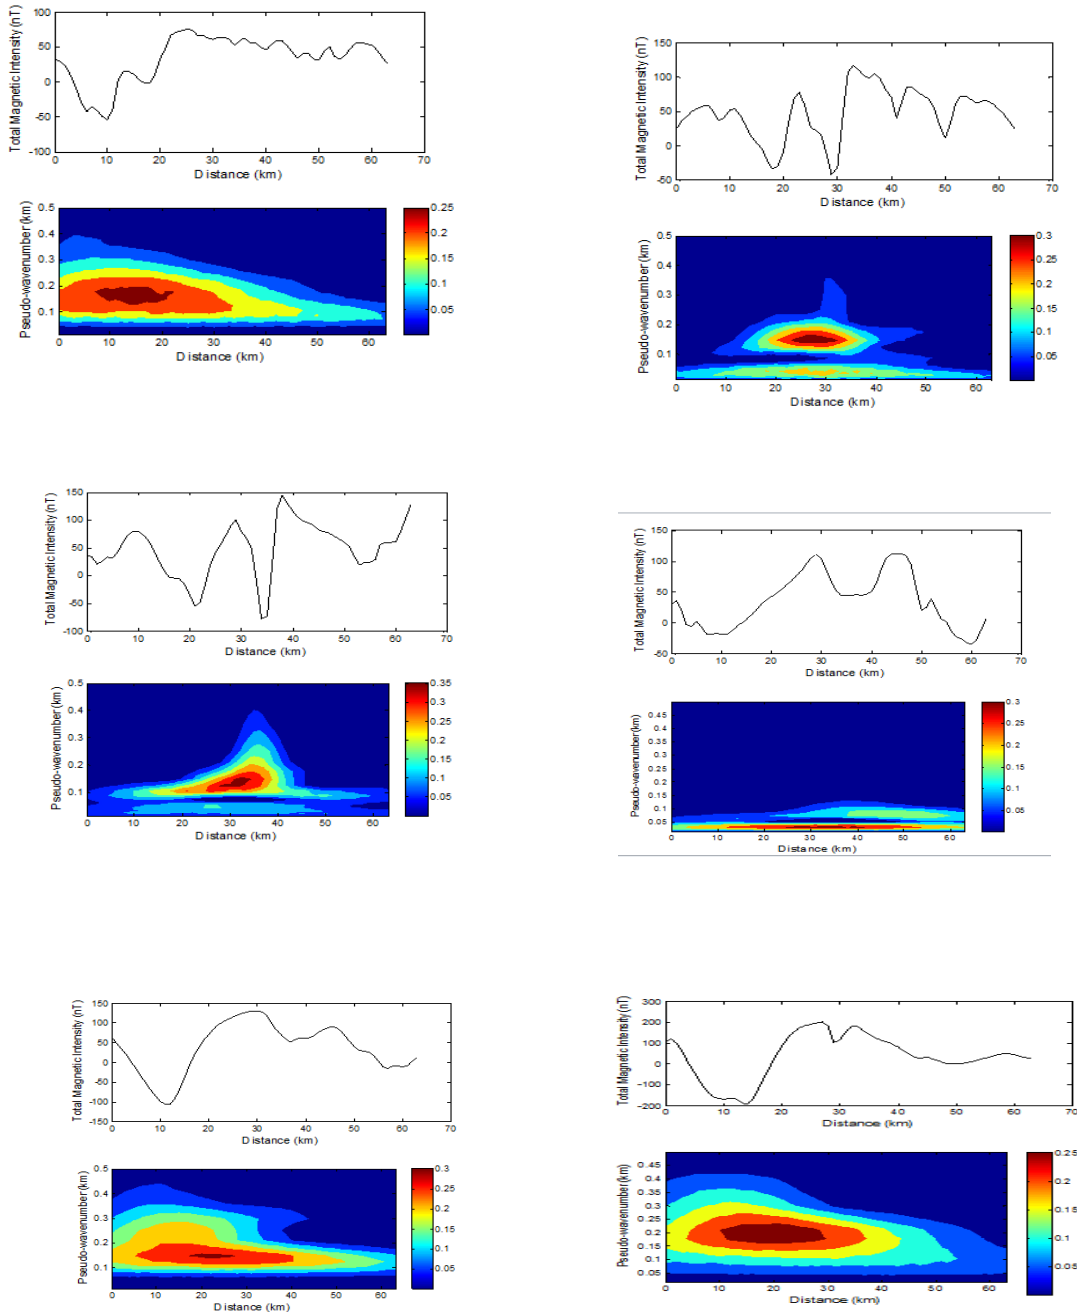 Total Magnetic Intensity (nT)
100
50
0
-50
-100
0 10 20 30 40 50 60 70
Distance (km)
Pseudo-wavenumber (km)
0.5
0.4
0.3
0.2
0.1
0 10 20 30 40 50 60
Distance (km)
0.25
0.2
0.15
0.1
0.05
Total Magnetic Intensity (nT)
150
100
50
0
-50
0 10 20 30 40 50 60 70
Distance (km)
Pseudo-wavenumber (km)
0.5
0.4
0.3
0.2
0.1
0 10 20 30 40 50 60
Distance (km)
0.3
0.25
0.2
0.15
0.1
0.05
Total Magnetic Intensity (nT)
150
100
50
0
-50
-100
0 10 20 30 40 50 60 70
Distance (km)
Pseudo-wavenumber (km)
0.5
0.4
0.3
0.2
0.1
0 10 20 30 40 50 60
Distance (km)
0.35
0.3
0.25
0.2
0.15
0.1
0.05
Total Magnetic Intensity (nT)
150
100
50
0
-50
0 10 20 30 40 50 60 70
Distance (km)
Pseudo-wavenumber(km)
0.45
0.4
0.35
0.3
0.25
0.2
0.15
0.1
0.05
0 10 20 30 40 50 60
Distance (km)
0.3
0.25
0.2
0.15
0.1
0.05
Total Magnetic Intensity (nT)
150
100
50
0
-50
-100
-150
0 10 20 30 40 50 60 70
Distance (km)
Pseudo-wavenumber(km)
0.5
0.4
0.3
0.2
0.1
0 10 20 30 40 50 60
Distance (km)
0.3
0.25
0.2
0.15
0.1
0.05
Total Magnetic Intensity (nT)
300
200
100
0
-100
-200
0 10 20 30 40 50 60 70
Distance (km)
Pseudo-wavenumber (km)
0.45
0.4
0.35
0.3
0.25
0.2
0.15
0.1
0.05
0 10 20 30 40 50 60
Distance (km)
0.25
0.2
0.15
0.1
0.05